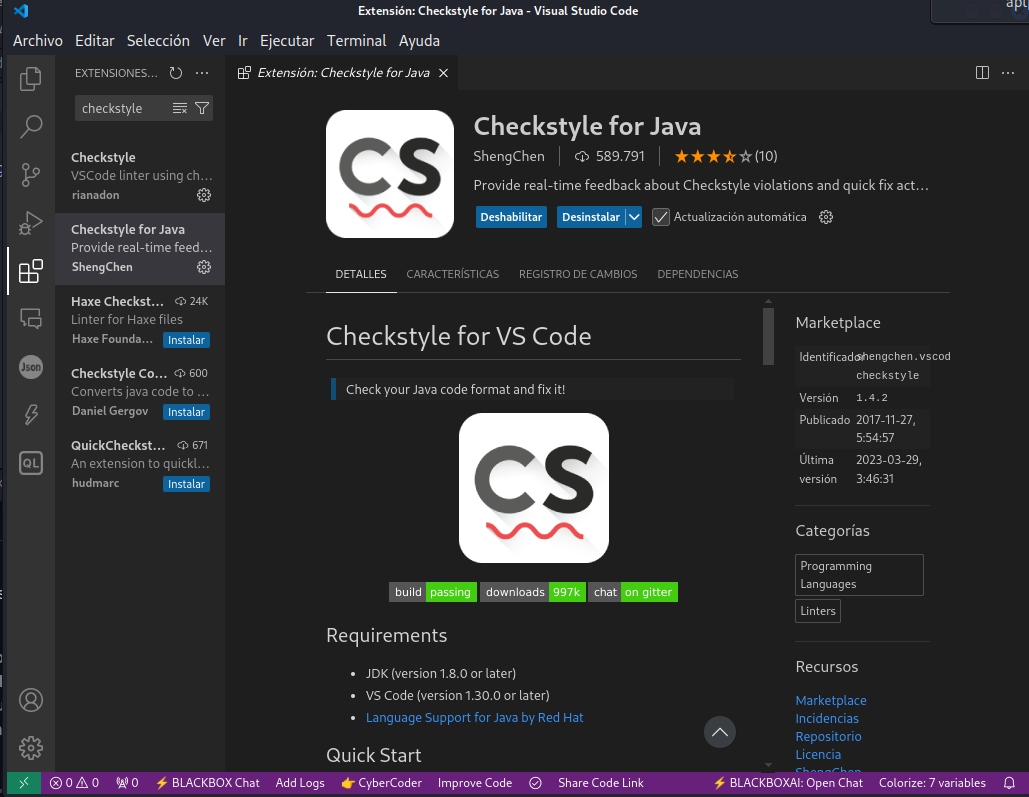 Extensión: Checkstyle for Java - Visual Studio Code
Archivo Editar Selección Ver Ir Ejecutar Terminal Ayuda
EXTENSIONES...
checkstyle
Checkstyle
VSCode linter using ch...
rianadon
Checkstyle for Java
Provide real-time feed...
ShengChen
Haxe Checkst... 24K
Linter for Haxe files
Haxe Founda... Instalar
Checkstyle Co... 600
Converts java code to ...
Daniel Gergov Instalar
QuickCheckst... 671
An extension to quickl...
hudmarc Instalar
Json
QL
Extensión: Checkstyle for Java
CS
Checkstyle for Java
ShengChen 589.791 (10)
Provide real-time feedback about Checkstyle violations and quick fix act...
Deshabilitar Desinstalar Actualización automática
DETALLES CARACTERÍSTICAS REGISTRO DE CAMBIOS DEPENDENCIAS
Checkstyle for VS Code
Check your Java code format and fix it!
CS
build passing downloads 997k chat on gitter
Requirements
JDK (version 1.8.0 or later)
VS Code (version 1.30.0 or later)
Language Support for Java by Red Hat
Quick Start
Marketplace
Identificador shengchen.vscod
checkstyle
Versión 1.4.2
Publicado 2017-11-27,
5:54:57
Última 2023-03-29,
versión 3:46:31
Categorías
Programming
Languages
Linters
Recursos
Marketplace
Incidencias
Repositorio
Licencia
ShengChen
0 0 0 BLACKBOX Chat Add Logs CyberCoder Improve Code Share Code Link BLACKBOXAI: Open Chat Colorize: 7 variables